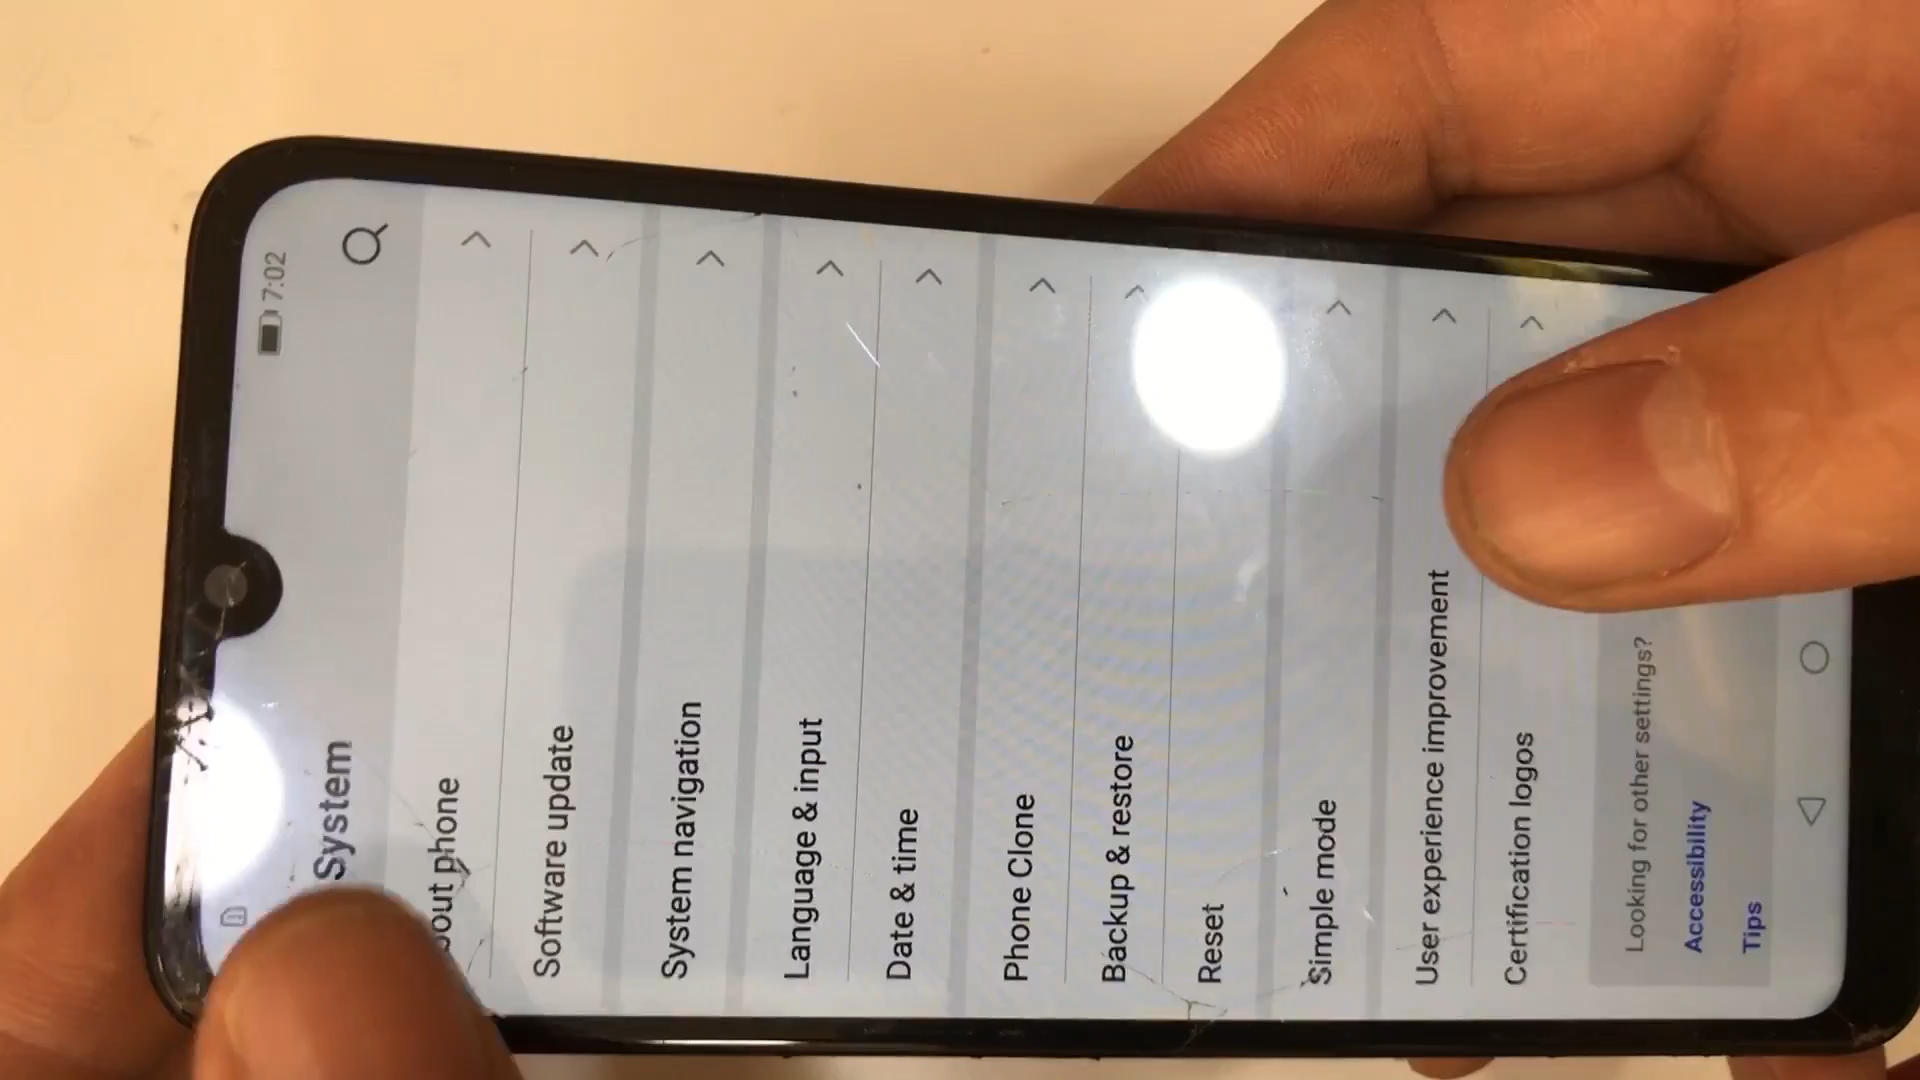 7:02
System
bout phone
Software update
System navigation
Language & input
Date & time
Phone Clone
Backup & restore
Reset
Simple mode
User experience improvement
Certification logos
Looking for other settings?
Accessibility
Tips